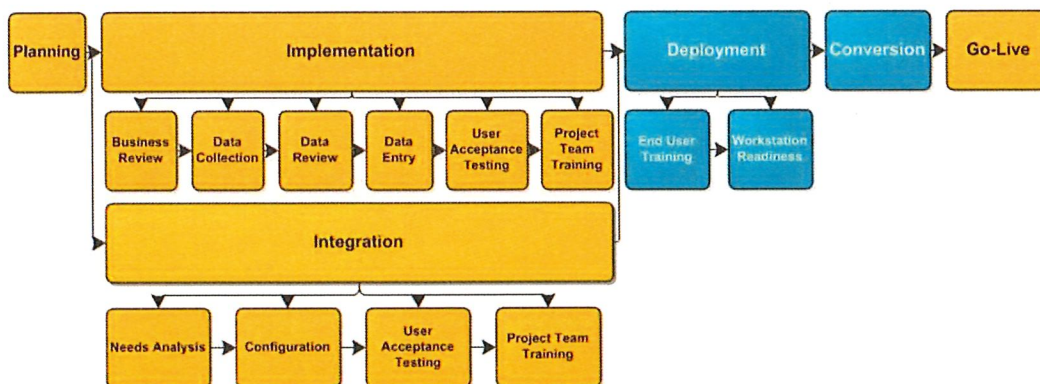 Planning
Implementation
Deployment
Conversion
Go-Live
Business
Review
Data
Collection
Data
Review
Data
Entry
User
Acceptance
Testing
Project
Team
Training
End User
Training
Workstation
Readiness
Integration
Needs Analysis
Configuration
User
Acceptance
Testing
Project Team
Training